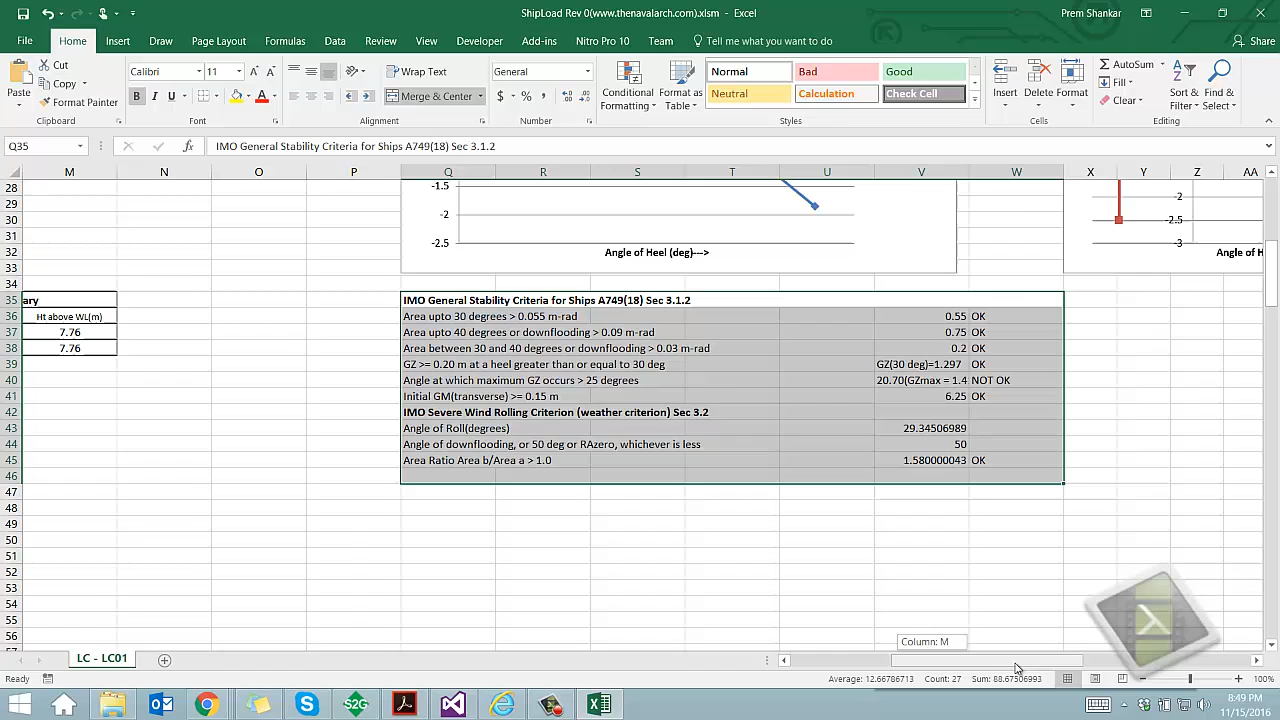 ShipLoad Rev 0(www.thenavalarch.com).xlsm - Excel
Prem Shankar
File Home Insert Draw Page Layout Formulas Data Review View Developer Add-ins Nitro Pro 10 Team Tell me what you want to do Share
Paste
Cut
Copy
Format Painter
Calibri 11
B I U
Wrap Text
Merge & Center
General
$ % ,
Conditional Formatting
Format as Table
Normal Bad Good
Neutral Calculation Check Cell
Insert Delete Format
AutoSum
Fill
Clear
Sort & Filter
Find & Select
Clipboard Font Alignment Number Styles Cells Editing
Q35 fx IMO General Stability Criteria for Ships A749(18) Sec 3.1.2
M N O P Q R S T U V W X Y Z AA
28 -1.5
29 -2
30 -2
31 -2.5 -2.5 -3
32 Angle of Heel (deg)---> Angle of H
33
34
35 ary IMO General Stability Criteria for Ships A749(18) Sec 3.1.2
36 Ht above WL(m) Area upto 30 degrees > 0.055 m-rad 0.55 OK
37 7.76 Area upto 40 degrees or downflooding > 0.09 m-rad 0.75 OK
38 7.76 Area between 30 and 40 degrees or downflooding > 0.03 m-rad 0.2 OK
39 GZ >= 0.20 m at a heel greater than or equal to 30 deg GZ(30 deg)=1.297 OK
40 Angle at which maximum GZ occurs > 25 degrees 20.70(GZmax = 1.4 NOT OK
41 Initial GM(transverse) >= 0.15 m 6.25 OK
42 IMO Severe Wind Rolling Criterion (weather criterion) Sec 3.2
43 Angle of Roll(degrees) 29.34506989
44 Angle of downflooding, or 50 deg or RAzero, whichever is less 50
45 Area Ratio Area b/Area a > 1.0 1.580000043 OK
46
47
48
49
50
51
52
53
54
55
56
Column: M
LC - LC01
Ready Average: 12.66786713 Count: 27 Sum: 88.67506993 100%
8:49 PM
11/15/2016